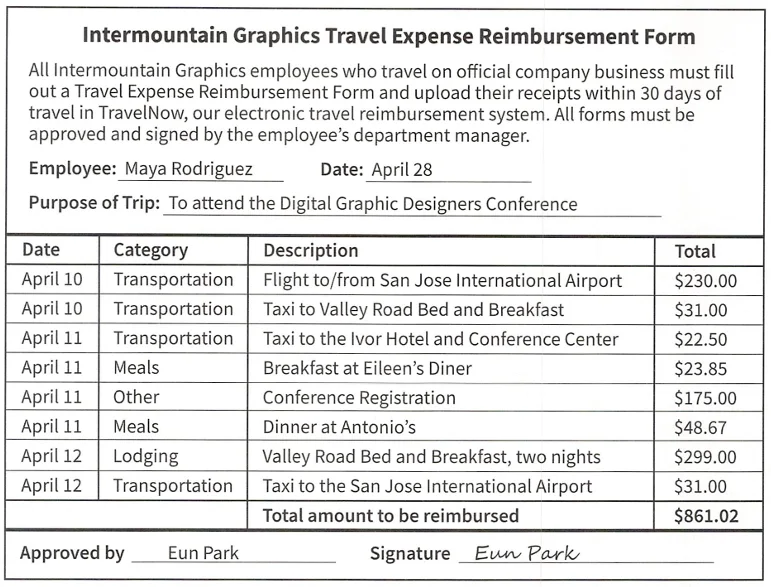 Intermountain Graphics Travel Expense Reimbursement Form
All Intermountain Graphics employees who travel on official company business must fill
out a Travel Expense Reimbursement Form and upload their receipts within 30 days of
travel in TravelNow, our electronic travel reimbursement system. All forms must be
approved and signed by the employee's department manager.
Employee: Maya Rodriguez Date: April 28
Purpose of Trip: To attend the Digital Graphic Designers Conference
Date Category Description Total
April 10 Transportation Flight to/from San Jose International Airport $230.00
April 10 Transportation Taxi to Valley Road Bed and Breakfast $31.00
April 11 Transportation Taxi to the Ivor Hotel and Conference Center $22.50
April 11 Meals Breakfast at Eileen's Diner $23.85
April 11 Other Conference Registration $175.00
April 11 Meals Dinner at Antonio's $48.67
April 12 Lodging Valley Road Bed and Breakfast, two nights $299.00
April 12 Transportation Taxi to the San Jose International Airport $31.00
Total amount to be reimbursed $861.02
Approved by Eun Park Signature Eun Park